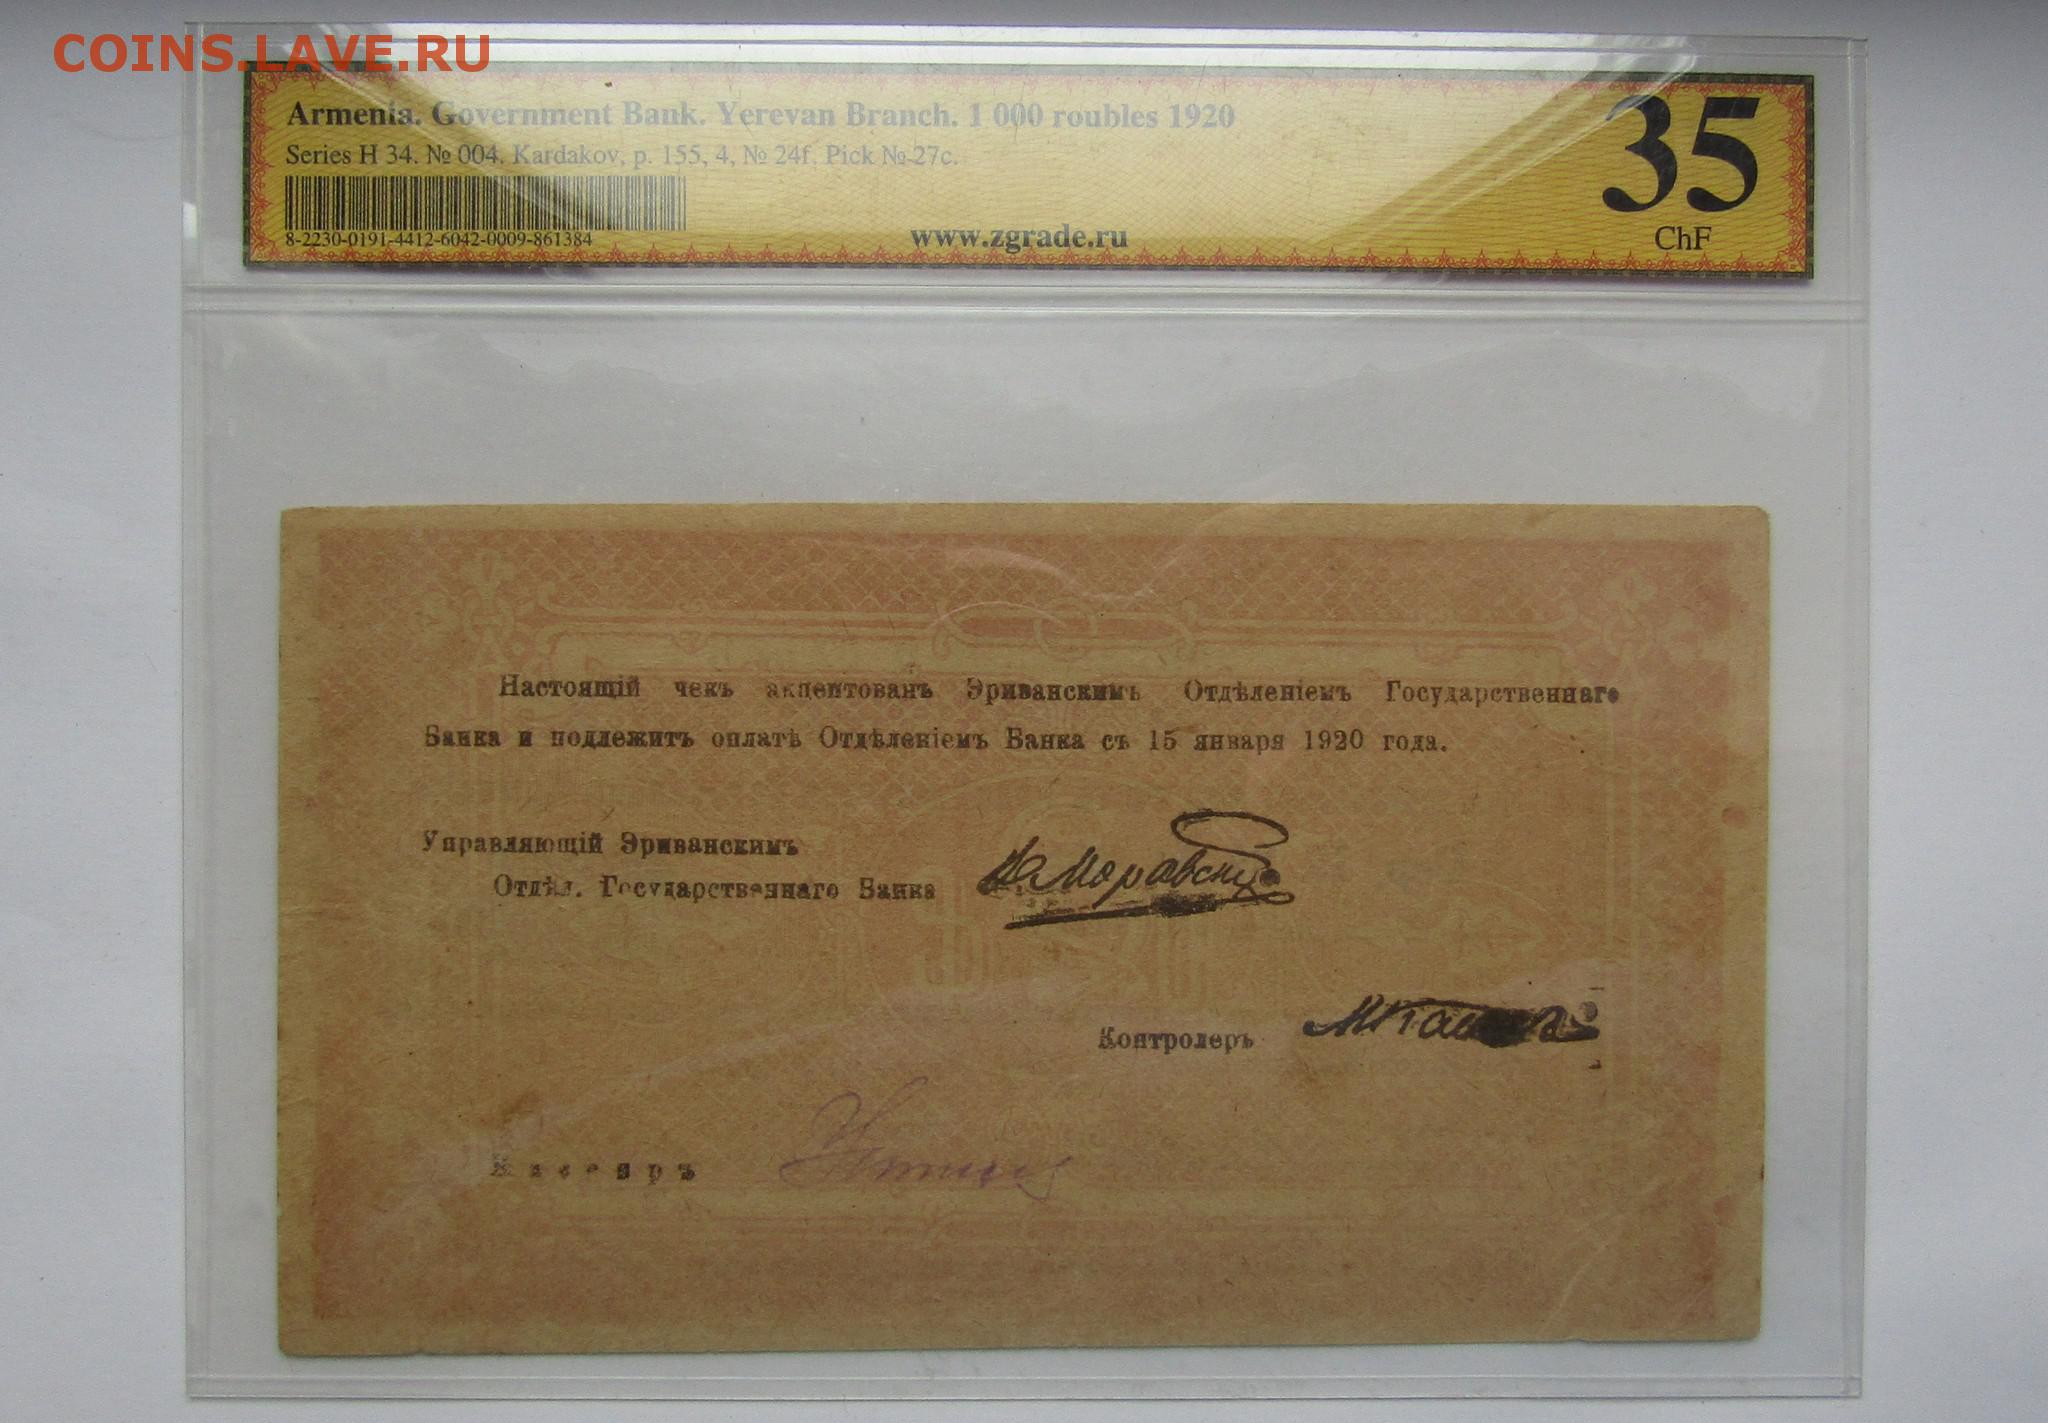 COINS.LAVE.RU
Armenia. Government Bank. Yerevan Branch. 1 000 roubles 1920
Series H 34. № 004. Kardakov, p. 155, 4, № 24f. Pick № 27c.
8-2230-0191-4412-6042-0009-861384
www.zgrade.ru
35
ChF
Настоящій чекъ акцептованъ Эриванскимъ Отдѣленіемъ Государственнаго
Банка и подлежитъ оплатѣ Отдѣленіемъ Банка съ 15 января 1920 года.
Управляющій Эриванскимъ
Отдѣл. Государственнаго Банка
Контролеръ
Кассиръ